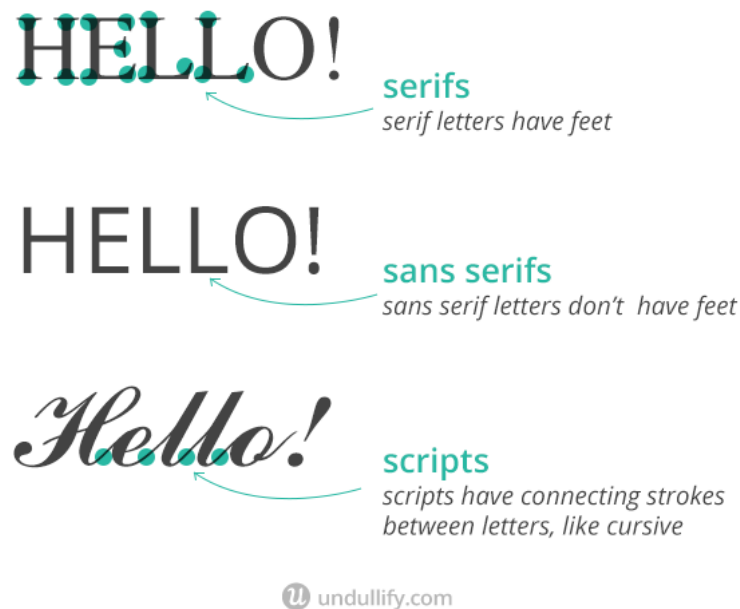 HELLO!
serifs
serif letters have feet
HELLO!
sans serifs
sans serif letters don't have feet
Hello!
scripts
scripts have connecting strokes
between letters, like cursive
u undullify.com